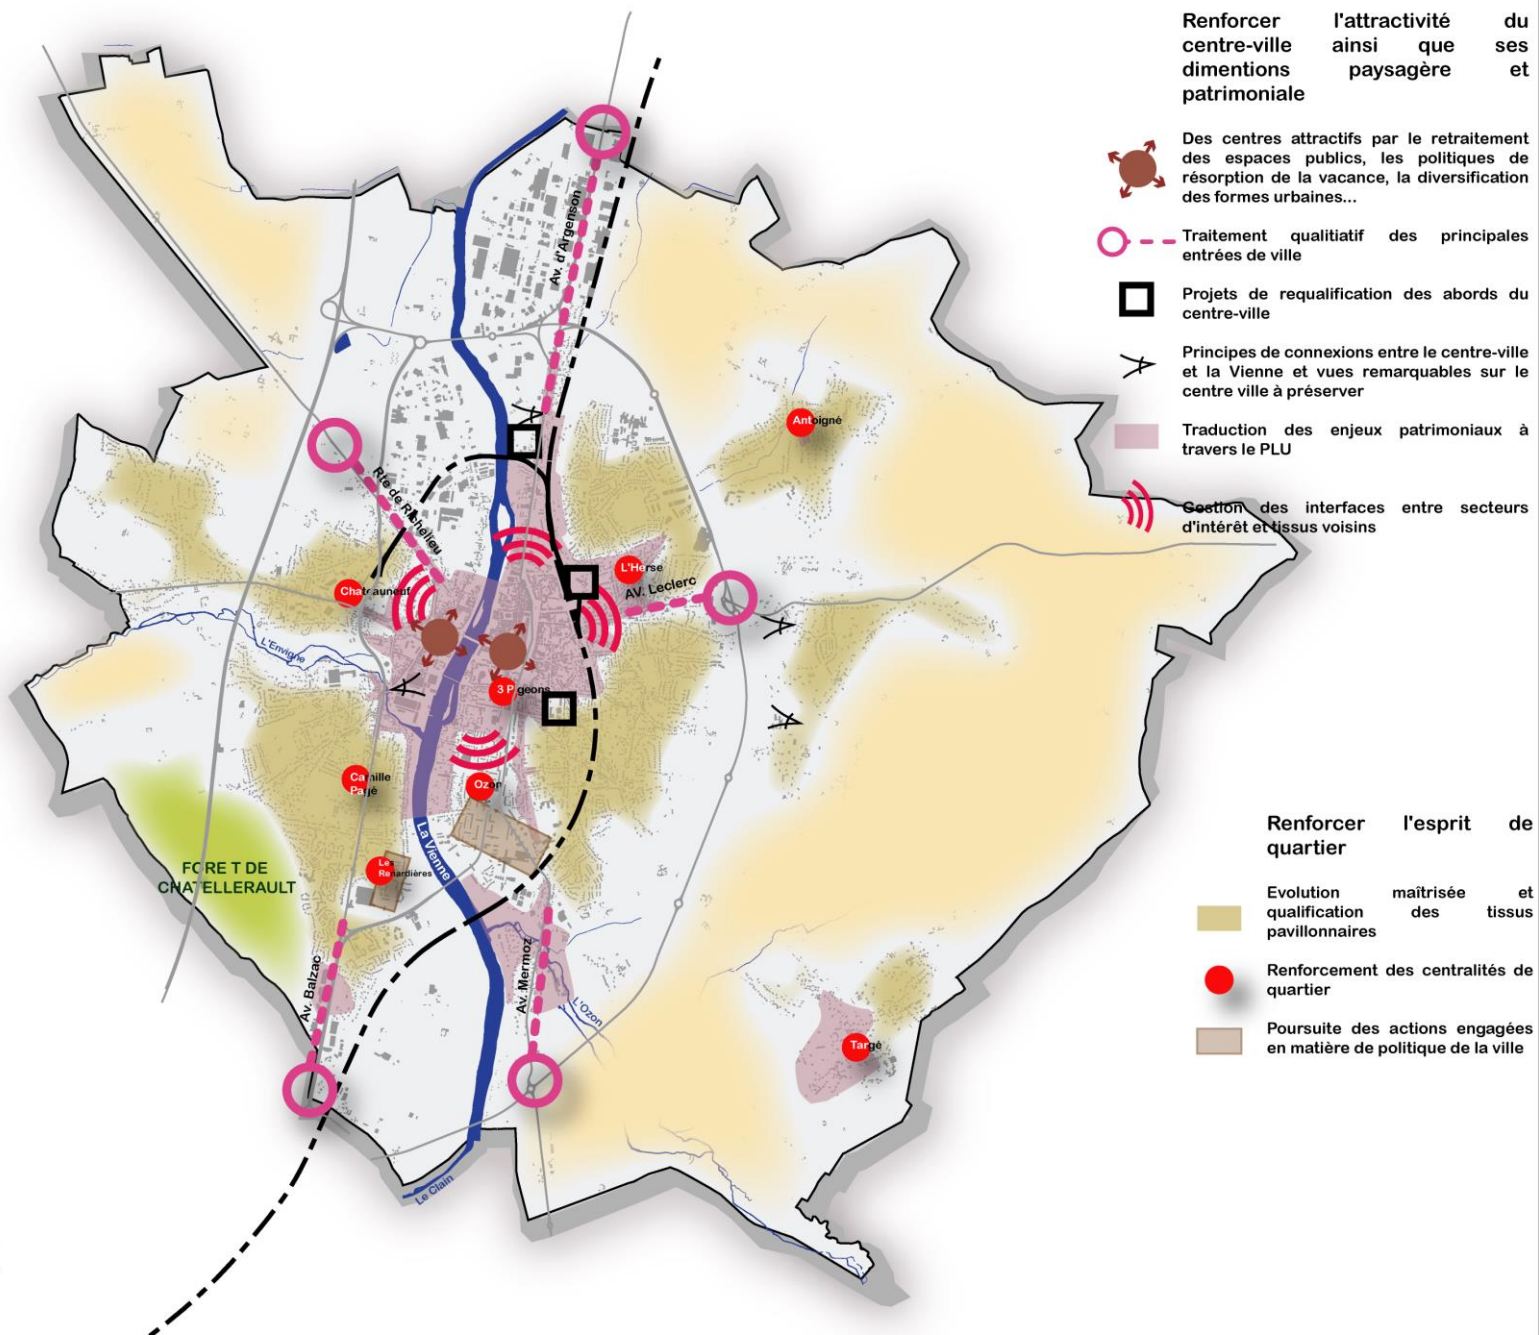 Renforcer l'attractivité du
centre-ville ainsi que ses
dimentions paysagère et
patrimoniale
Des centres attractifs par le retraitement
des espaces publics, les politiques de
résorption de la vacance, la diversification
des formes urbaines...
Traitement qualitiatif des principales
entrées de ville
Projets de requalification des abords du
centre-ville
Principes de connexions entre le centre-ville
et la Vienne et vues remarquables sur le
centre ville à préserver
Traduction des enjeux patrimoniaux à
travers le PLU
Gestion des interfaces entre secteurs
d'intérêt et tissus voisins
Renforcer l'esprit de
quartier
Evolution maîtrisée et
qualification des tissus
pavillonnaires
Renforcement des centralités de
quartier
Poursuite des actions engagées
en matière de politique de la ville
Av. d'Argenson
Antoigné
Rte de Richelieu
L'Herse
Chateauneuf
AV. Leclerc
L'Envigne
3 Pigeons
Camille
Pagé
Ozon
La Vienne
Les
Renardières
FORE T DE
CHATELLERAULT
Av. Balzac
Av. Mermoz
L'Ozon
Targé
Le Clain